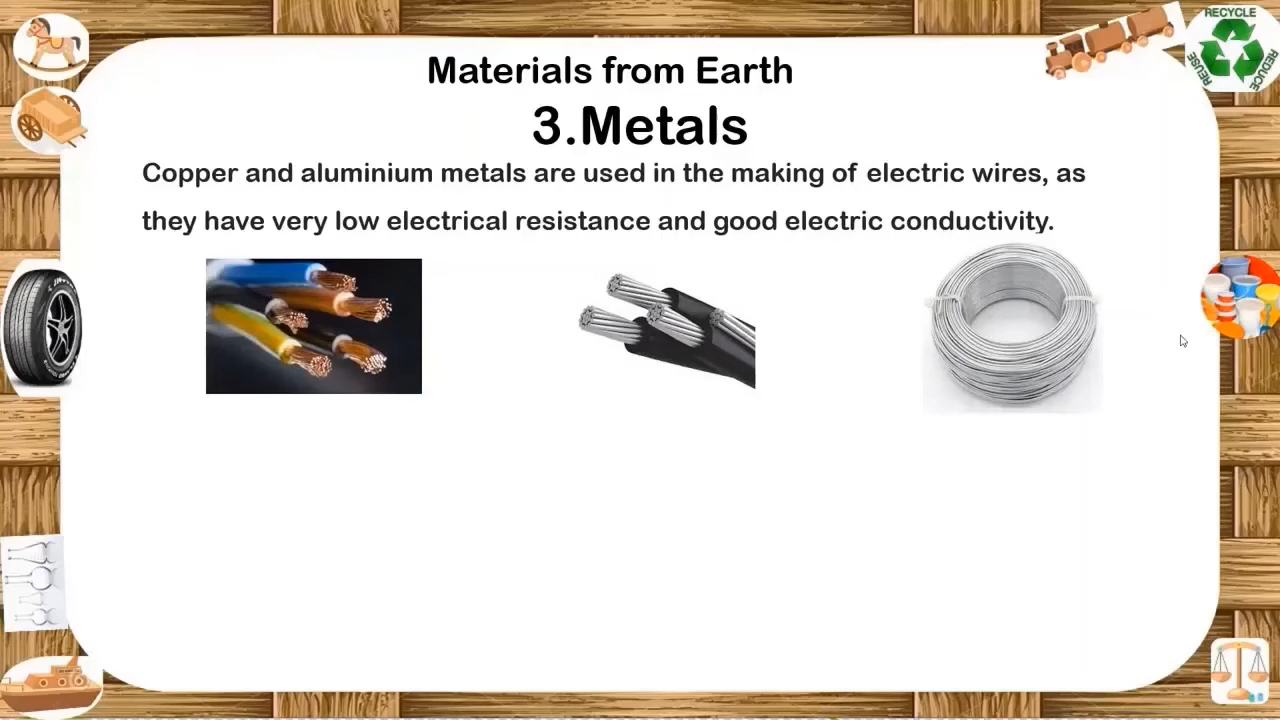 Materials from Earth
3.Metals
Copper and aluminium metals are used in the making of electric wires, as
they have very low electrical resistance and good electric conductivity.
RECYCLE
REUSE
REDUCE